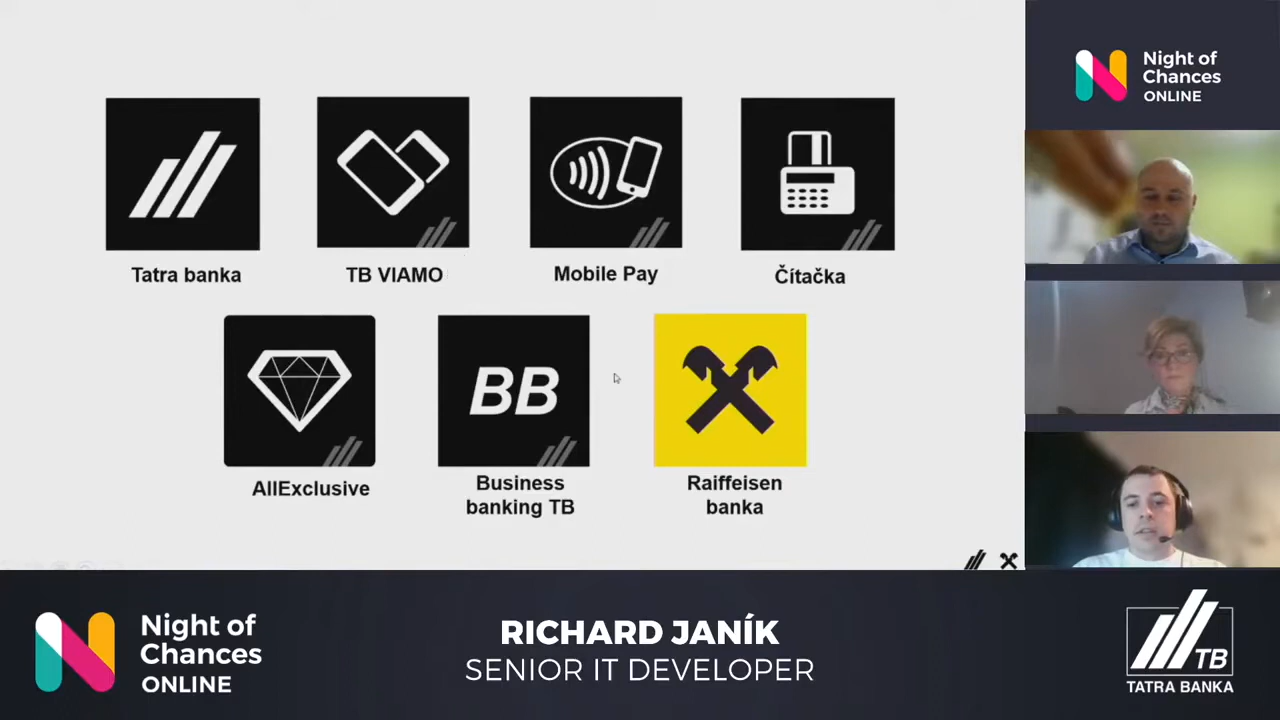 Tatra banka
TB VIAMO
Mobile Pay
Čítačka
AllExclusive
BB
Business
banking TB
Raiffeisen
banka
Night of
Chances
ONLINE
Night of
Chances
ONLINE
RICHARD JANÍK
SENIOR IT DEVELOPER
TB
TATRA BANKA